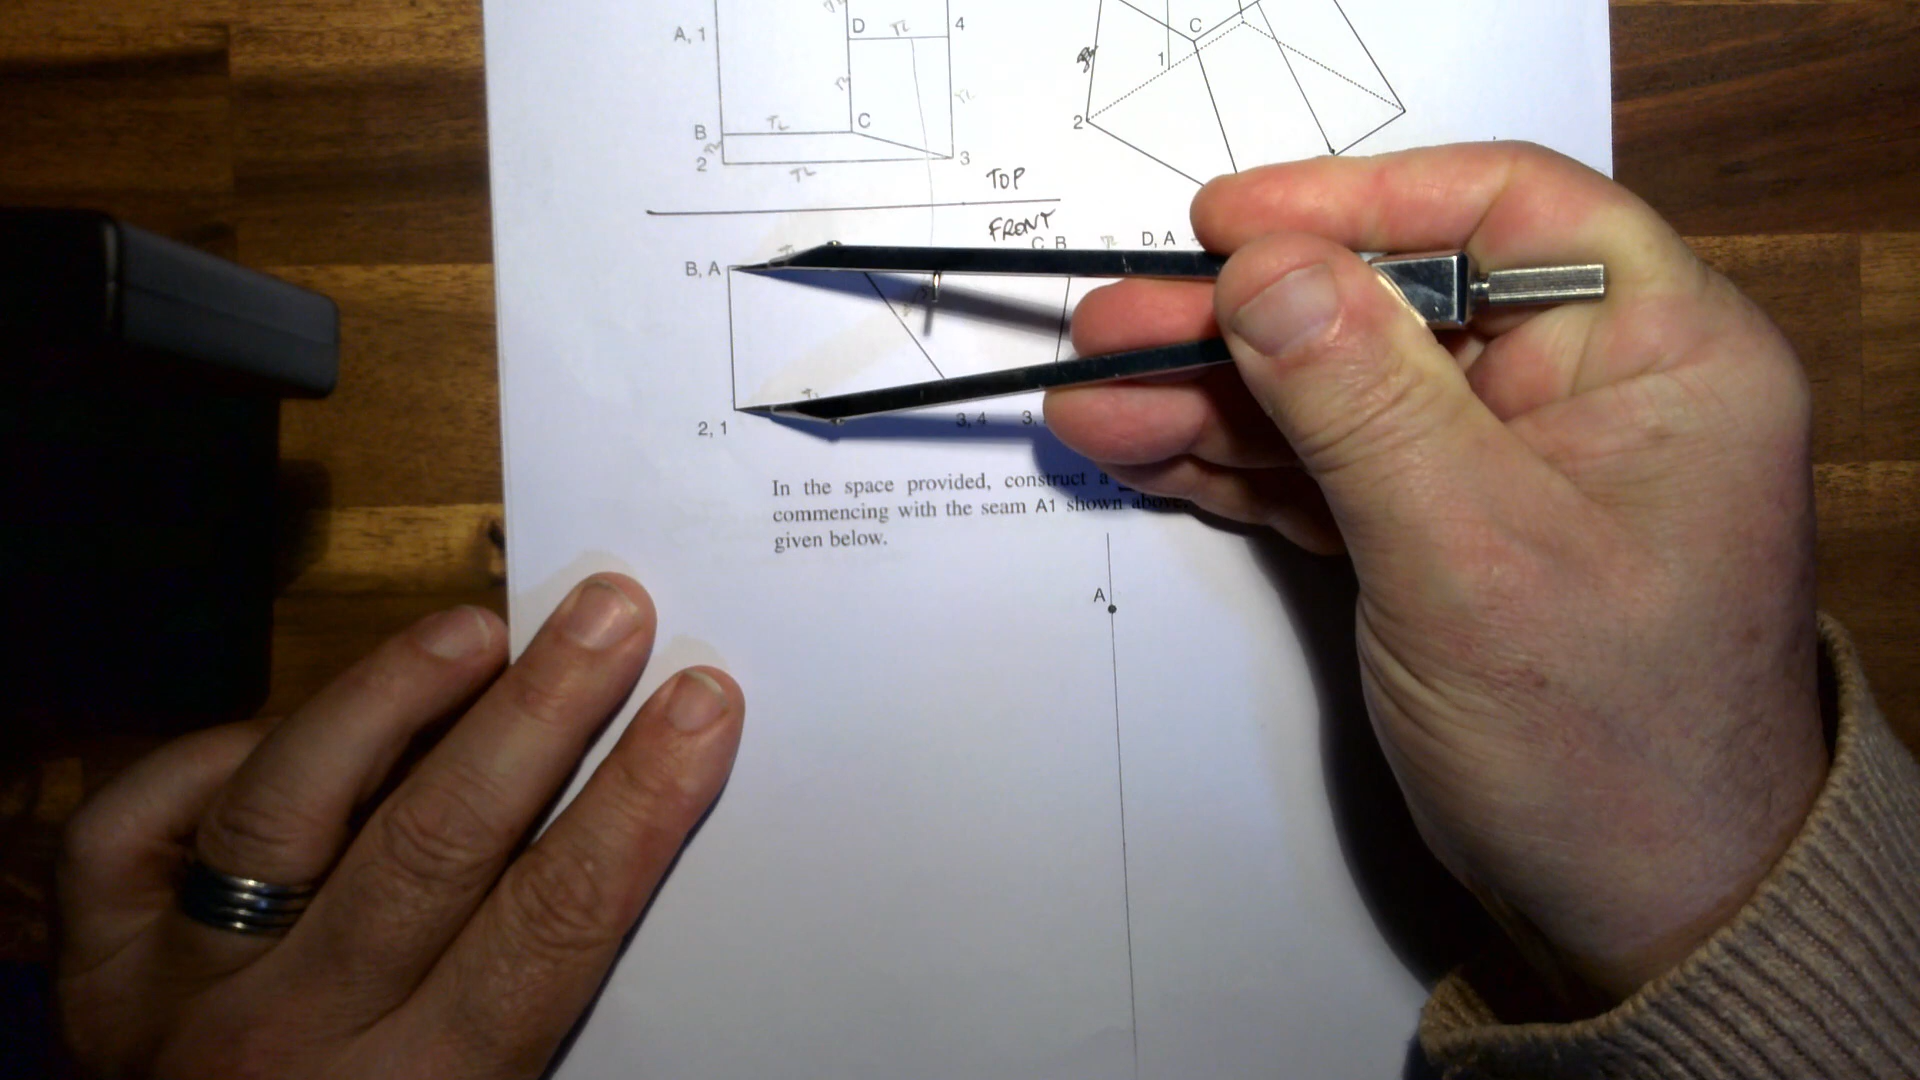 A, 1
D
TL
4
C
1
TL
TL
B
TL
C
2
2
TL
3
TOP
FRONT
B, A
C B
TL
D, A
2, 1
3, 4
3,
In the space provided, construct a
commencing with the seam A1 shown above,
given below.
A